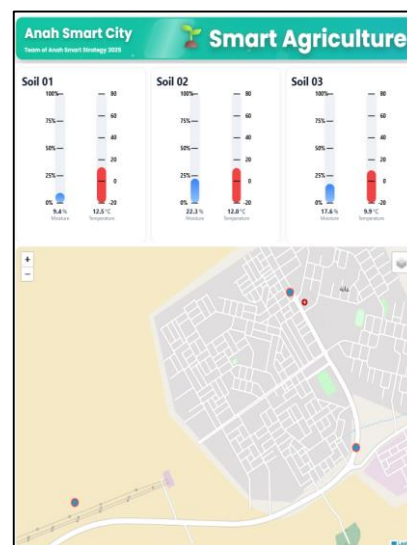 Anah Smart City
Team of Anah Smart Strategy 2025
Smart Agriculture
Soil 01
100%
75%
50%
25%
0%
9.4 %
Moisture
80
60
40
20
0
-20
12.5 °C
Temperature
Soil 02
100%
75%
50%
25%
0%
22.3 %
Moisture
80
60
40
20
0
-20
12.0 °C
Temperature
Soil 03
100%
75%
50%
25%
0%
17.6 %
Moisture
80
60
40
20
0
-20
9.9 °C
Temperature
+
−